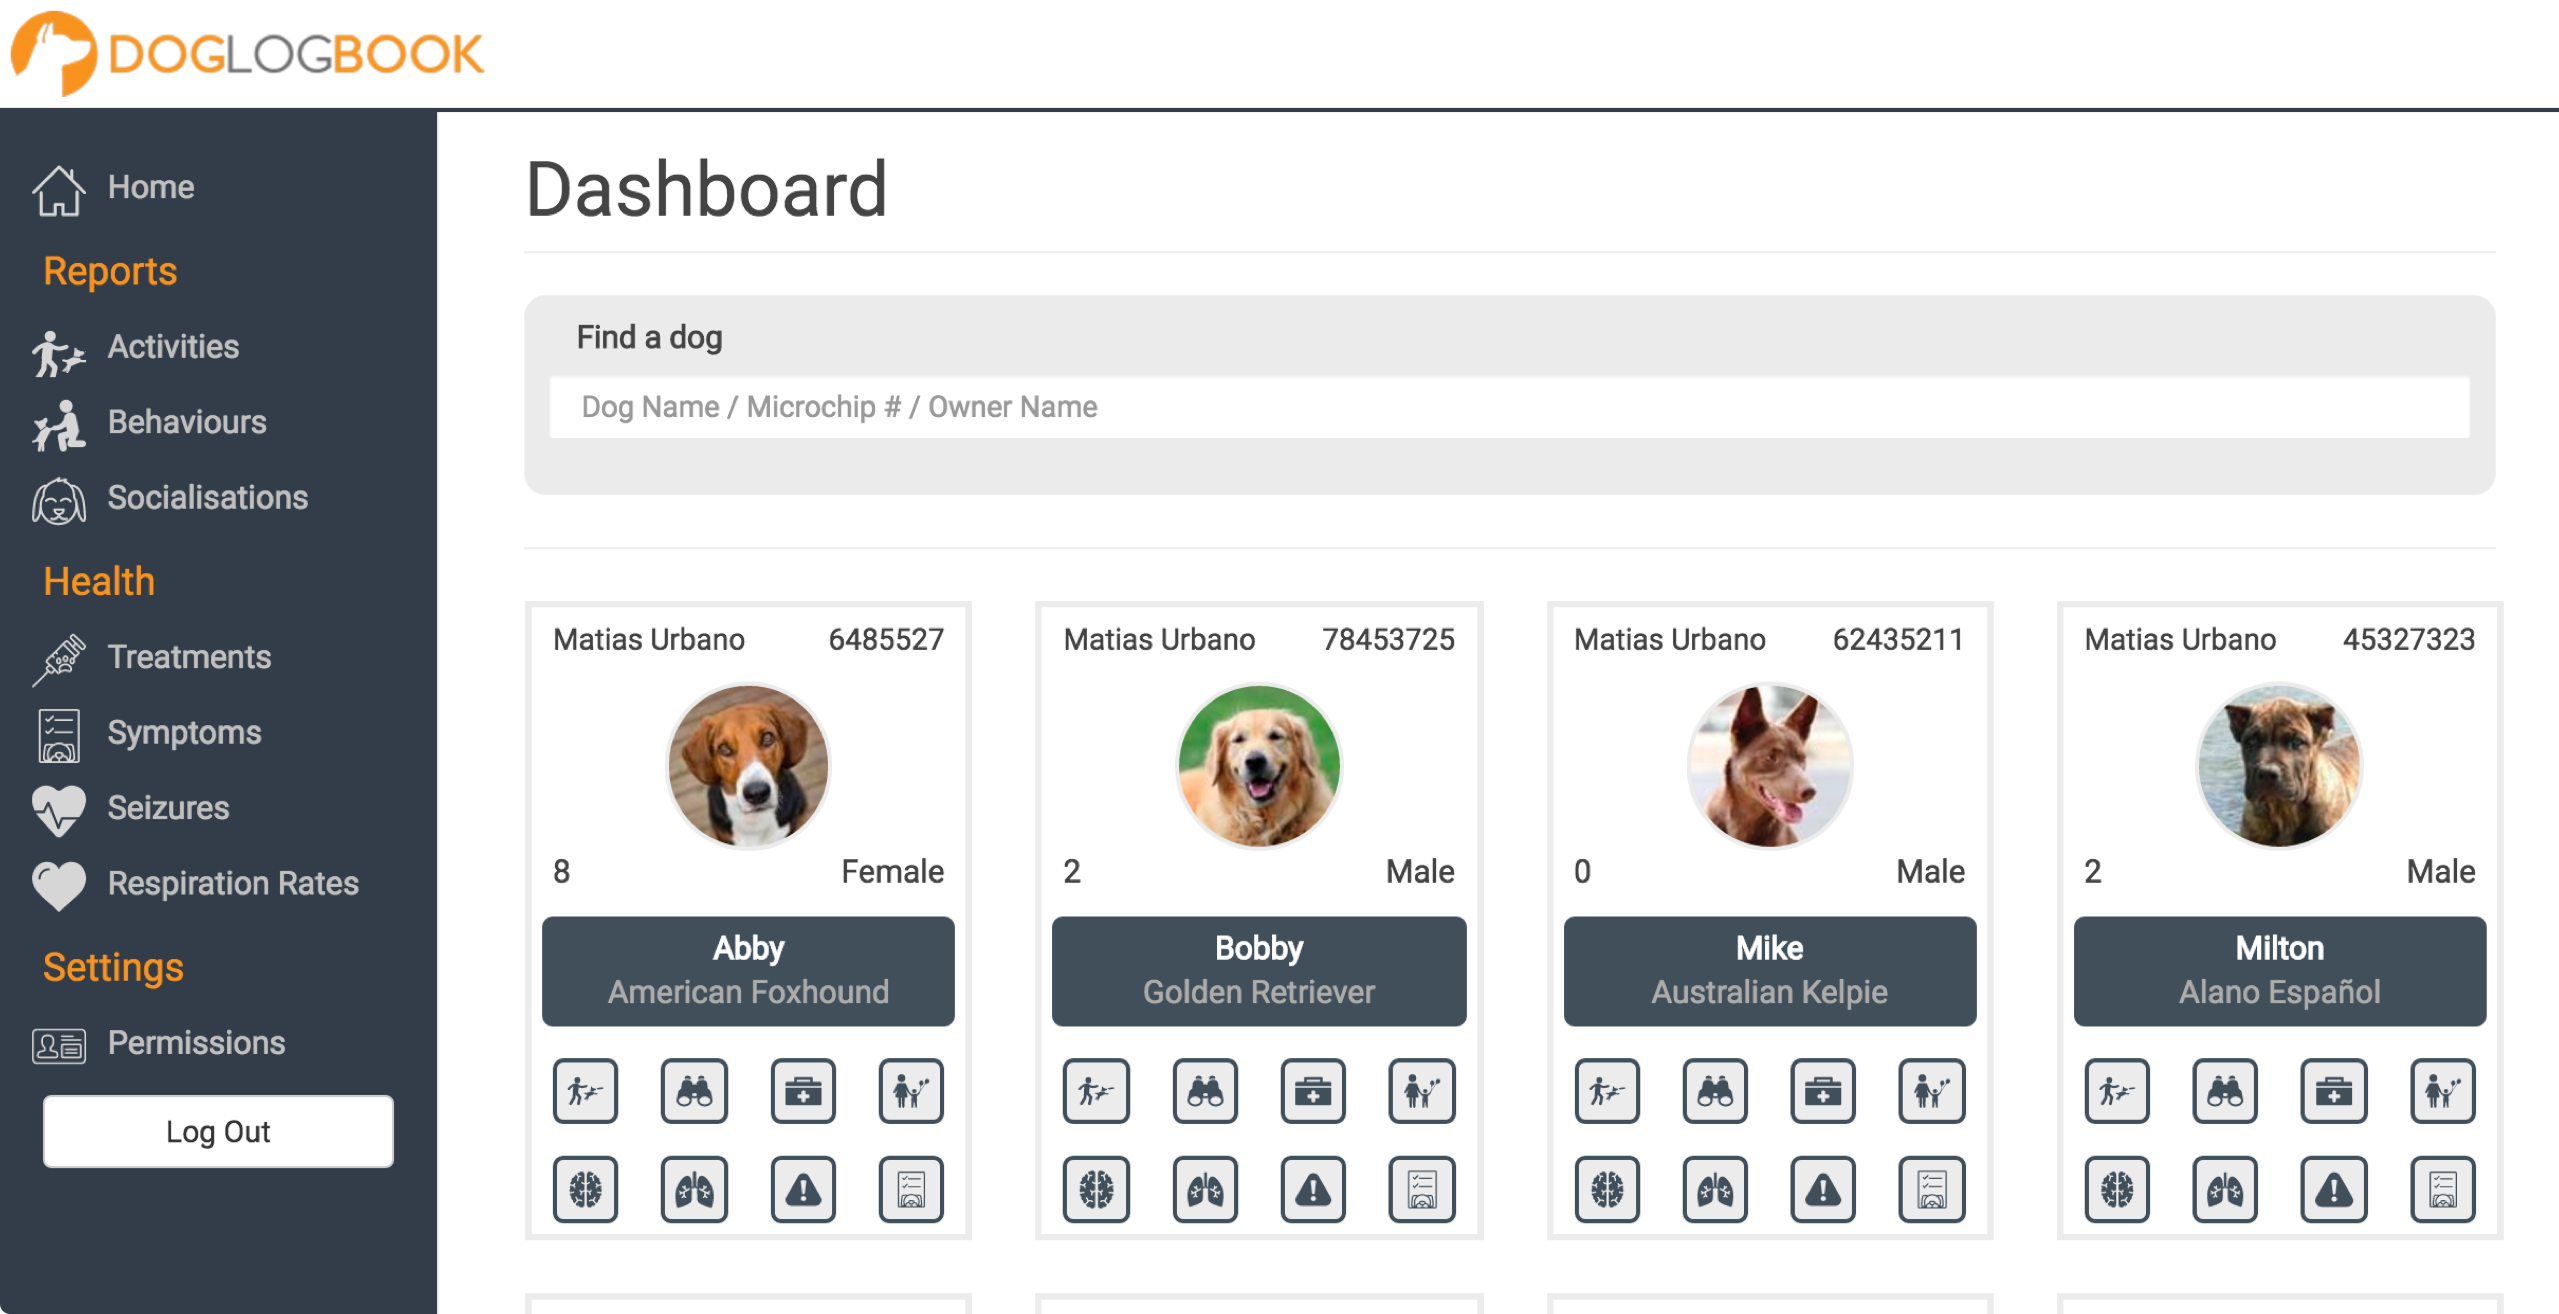 DOGLOGBOOK
Home
Reports
Activities
Behaviours
Socialisations
Health
Treatments
Symptoms
Seizures
Respiration Rates
Settings
Permissions
Log Out
Dashboard
Find a dog
Dog Name / Microchip # / Owner Name
Matias Urbano 6485527
8 Female
Abby
American Foxhound
Matias Urbano 78453725
2 Male
Bobby
Golden Retriever
Matias Urbano 62435211
0 Male
Mike
Australian Kelpie
Matias Urbano 45327323
2 Male
Milton
Alano Español